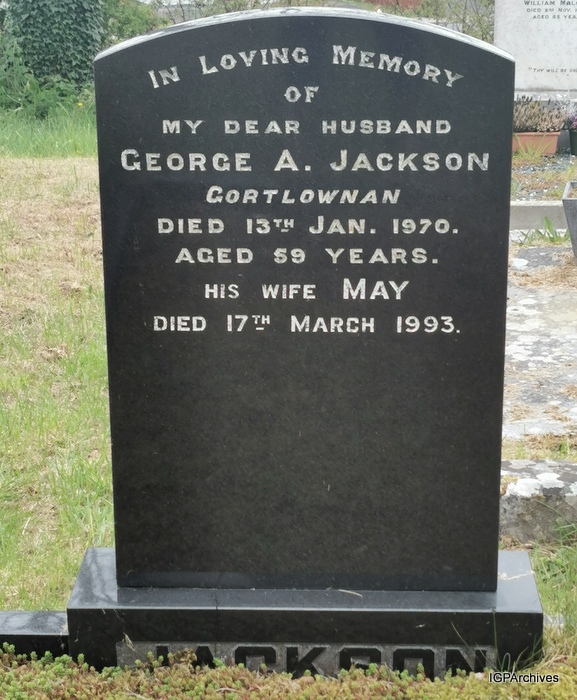 IN LOVING MEMORY
OF
MY DEAR HUSBAND
GEORGE A. JACKSON
GORTLOWNAN
DIED 13TH JAN. 1970.
AGED 59 YEARS.
HIS WIFE MAY
DIED 17TH MARCH 1993.
JACKSON
IGPArchives